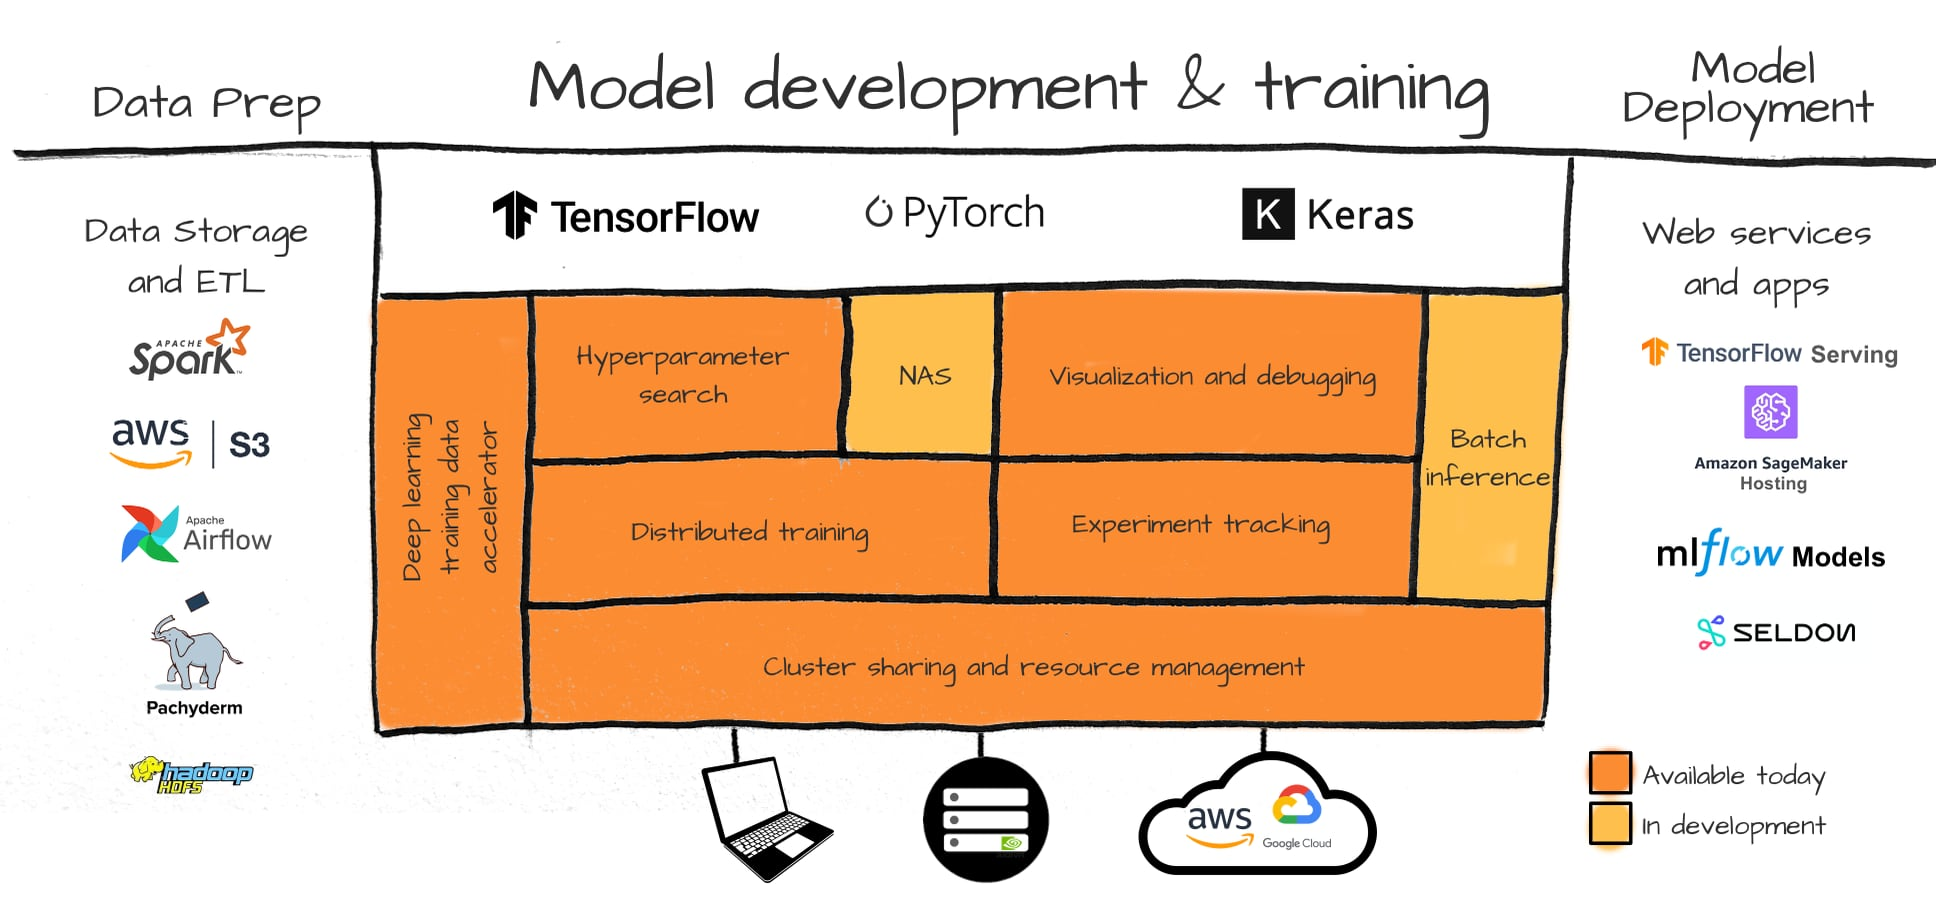 Data Prep
Model development & training
Model
Deployment
Data Storage
and ETL
APACHE
Spark
aws | S3
Apache
Airflow
Pachyderm
hadoop
HDFS
TensorFlow
PyTorch
K Keras
Deep learning
training data
accelerator
Hyperparameter
search
NAS
Visualization and debugging
Batch
inference
Distributed training
Experiment tracking
Cluster sharing and resource management
aws
Google Cloud
Web services
and apps
TensorFlow Serving
Amazon SageMaker
Hosting
mlflow Models
SELDON
Available today
In development